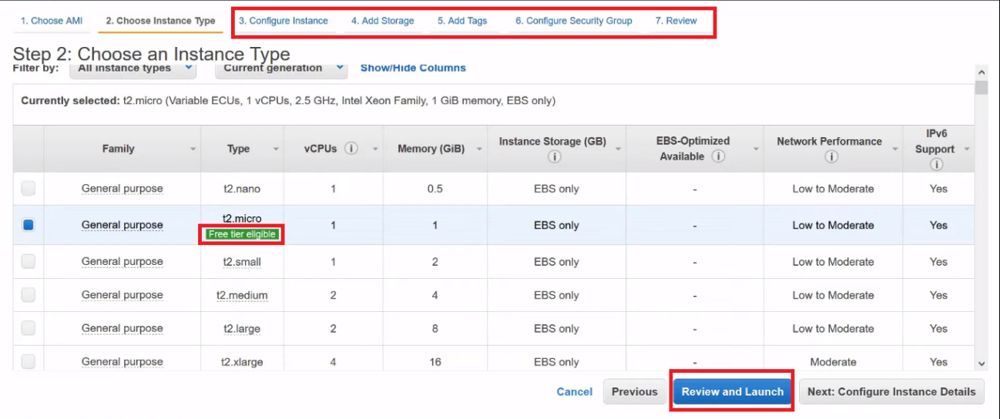 1. Choose AMI 2. Choose Instance Type 3. Configure Instance 4. Add Storage 5. Add Tags 6. Configure Security Group 7. Review
Step 2: Choose an Instance Type
Filter by: All instance types Current generation Show/Hide Columns
Currently selected: t2.micro (Variable ECUs, 1 vCPUs, 2.5 GHz, Intel Xeon Family, 1 GiB memory, EBS only)
Family Type vCPUs i Memory (GiB) Instance Storage (GB) i EBS-Optimized Available i Network Performance i IPv6 Support i
General purpose t2.nano 1 0.5 EBS only - Low to Moderate Yes
General purpose t2.micro Free tier eligible 1 1 EBS only - Low to Moderate Yes
General purpose t2.small 1 2 EBS only - Low to Moderate Yes
General purpose t2.medium 2 4 EBS only - Low to Moderate Yes
General purpose t2.large 2 8 EBS only - Low to Moderate Yes
General purpose t2.xlarge 4 16 EBS only - Moderate Yes
Cancel Previous Review and Launch Next: Configure Instance Details